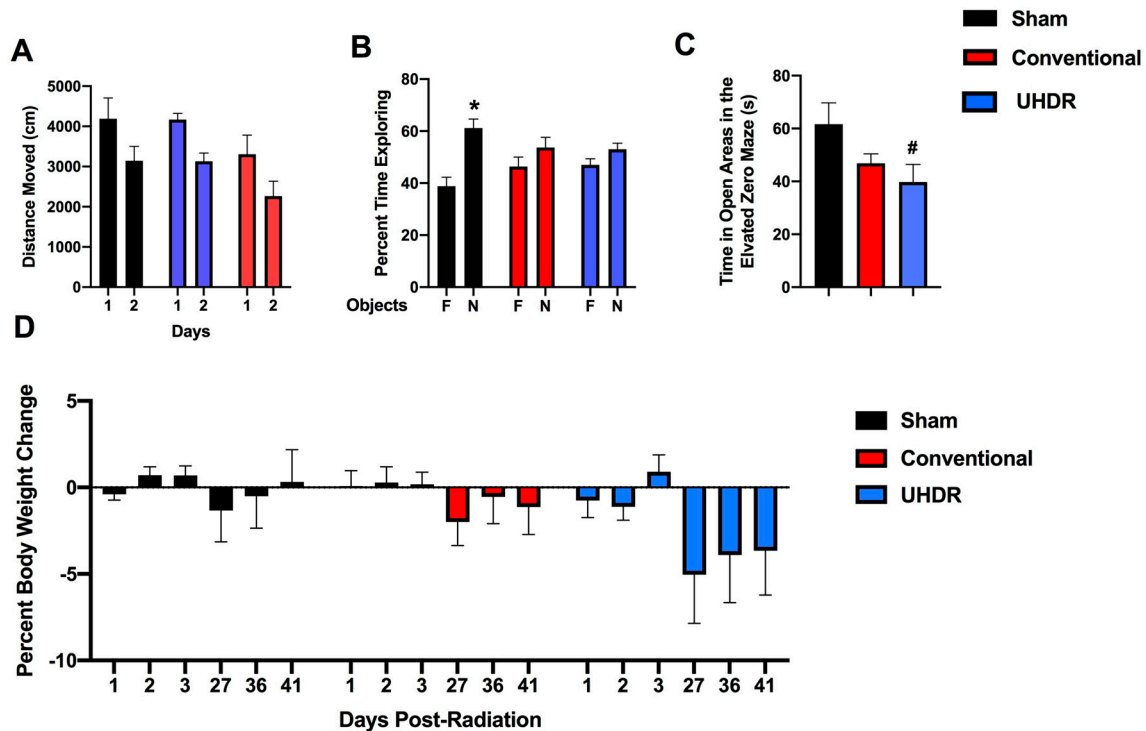 Sham
Conventional
UHDR
A
Distance Moved (cm)
5000
4000
3000
2000
1000
0
1 2 1 2 1 2
Days
B
Percent Time Exploring
80
60
40
20
0
*
Objects F N F N F N
C
Time in Open Areas in the
Elvated Zero Maze (s)
80
60
40
20
0
#
D
Percent Body Weight Change
5
0
-5
-10
1 2 3 27 36 41 1 2 3 27 36 41 1 2 3 27 36 41
Days Post-Radiation
Sham
Conventional
UHDR